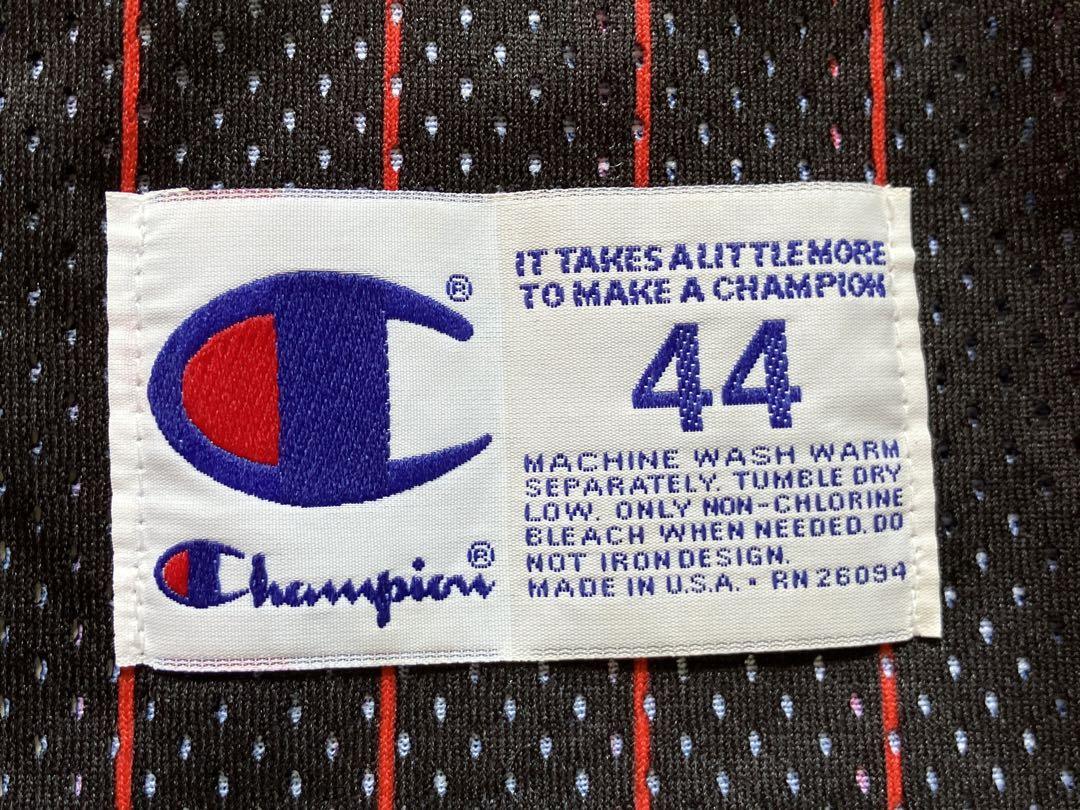 ®
Champion®
IT TAKES A LITTLE MORE
TO MAKE A CHAMPION
44
MACHINE WASH WARM
SEPARATELY. TUMBLE DRY
LOW. ONLY NON-CHLORINE
BLEACH WHEN NEEDED. DO
NOT IRON DESIGN.
MADE IN U.S.A. • RN 26094